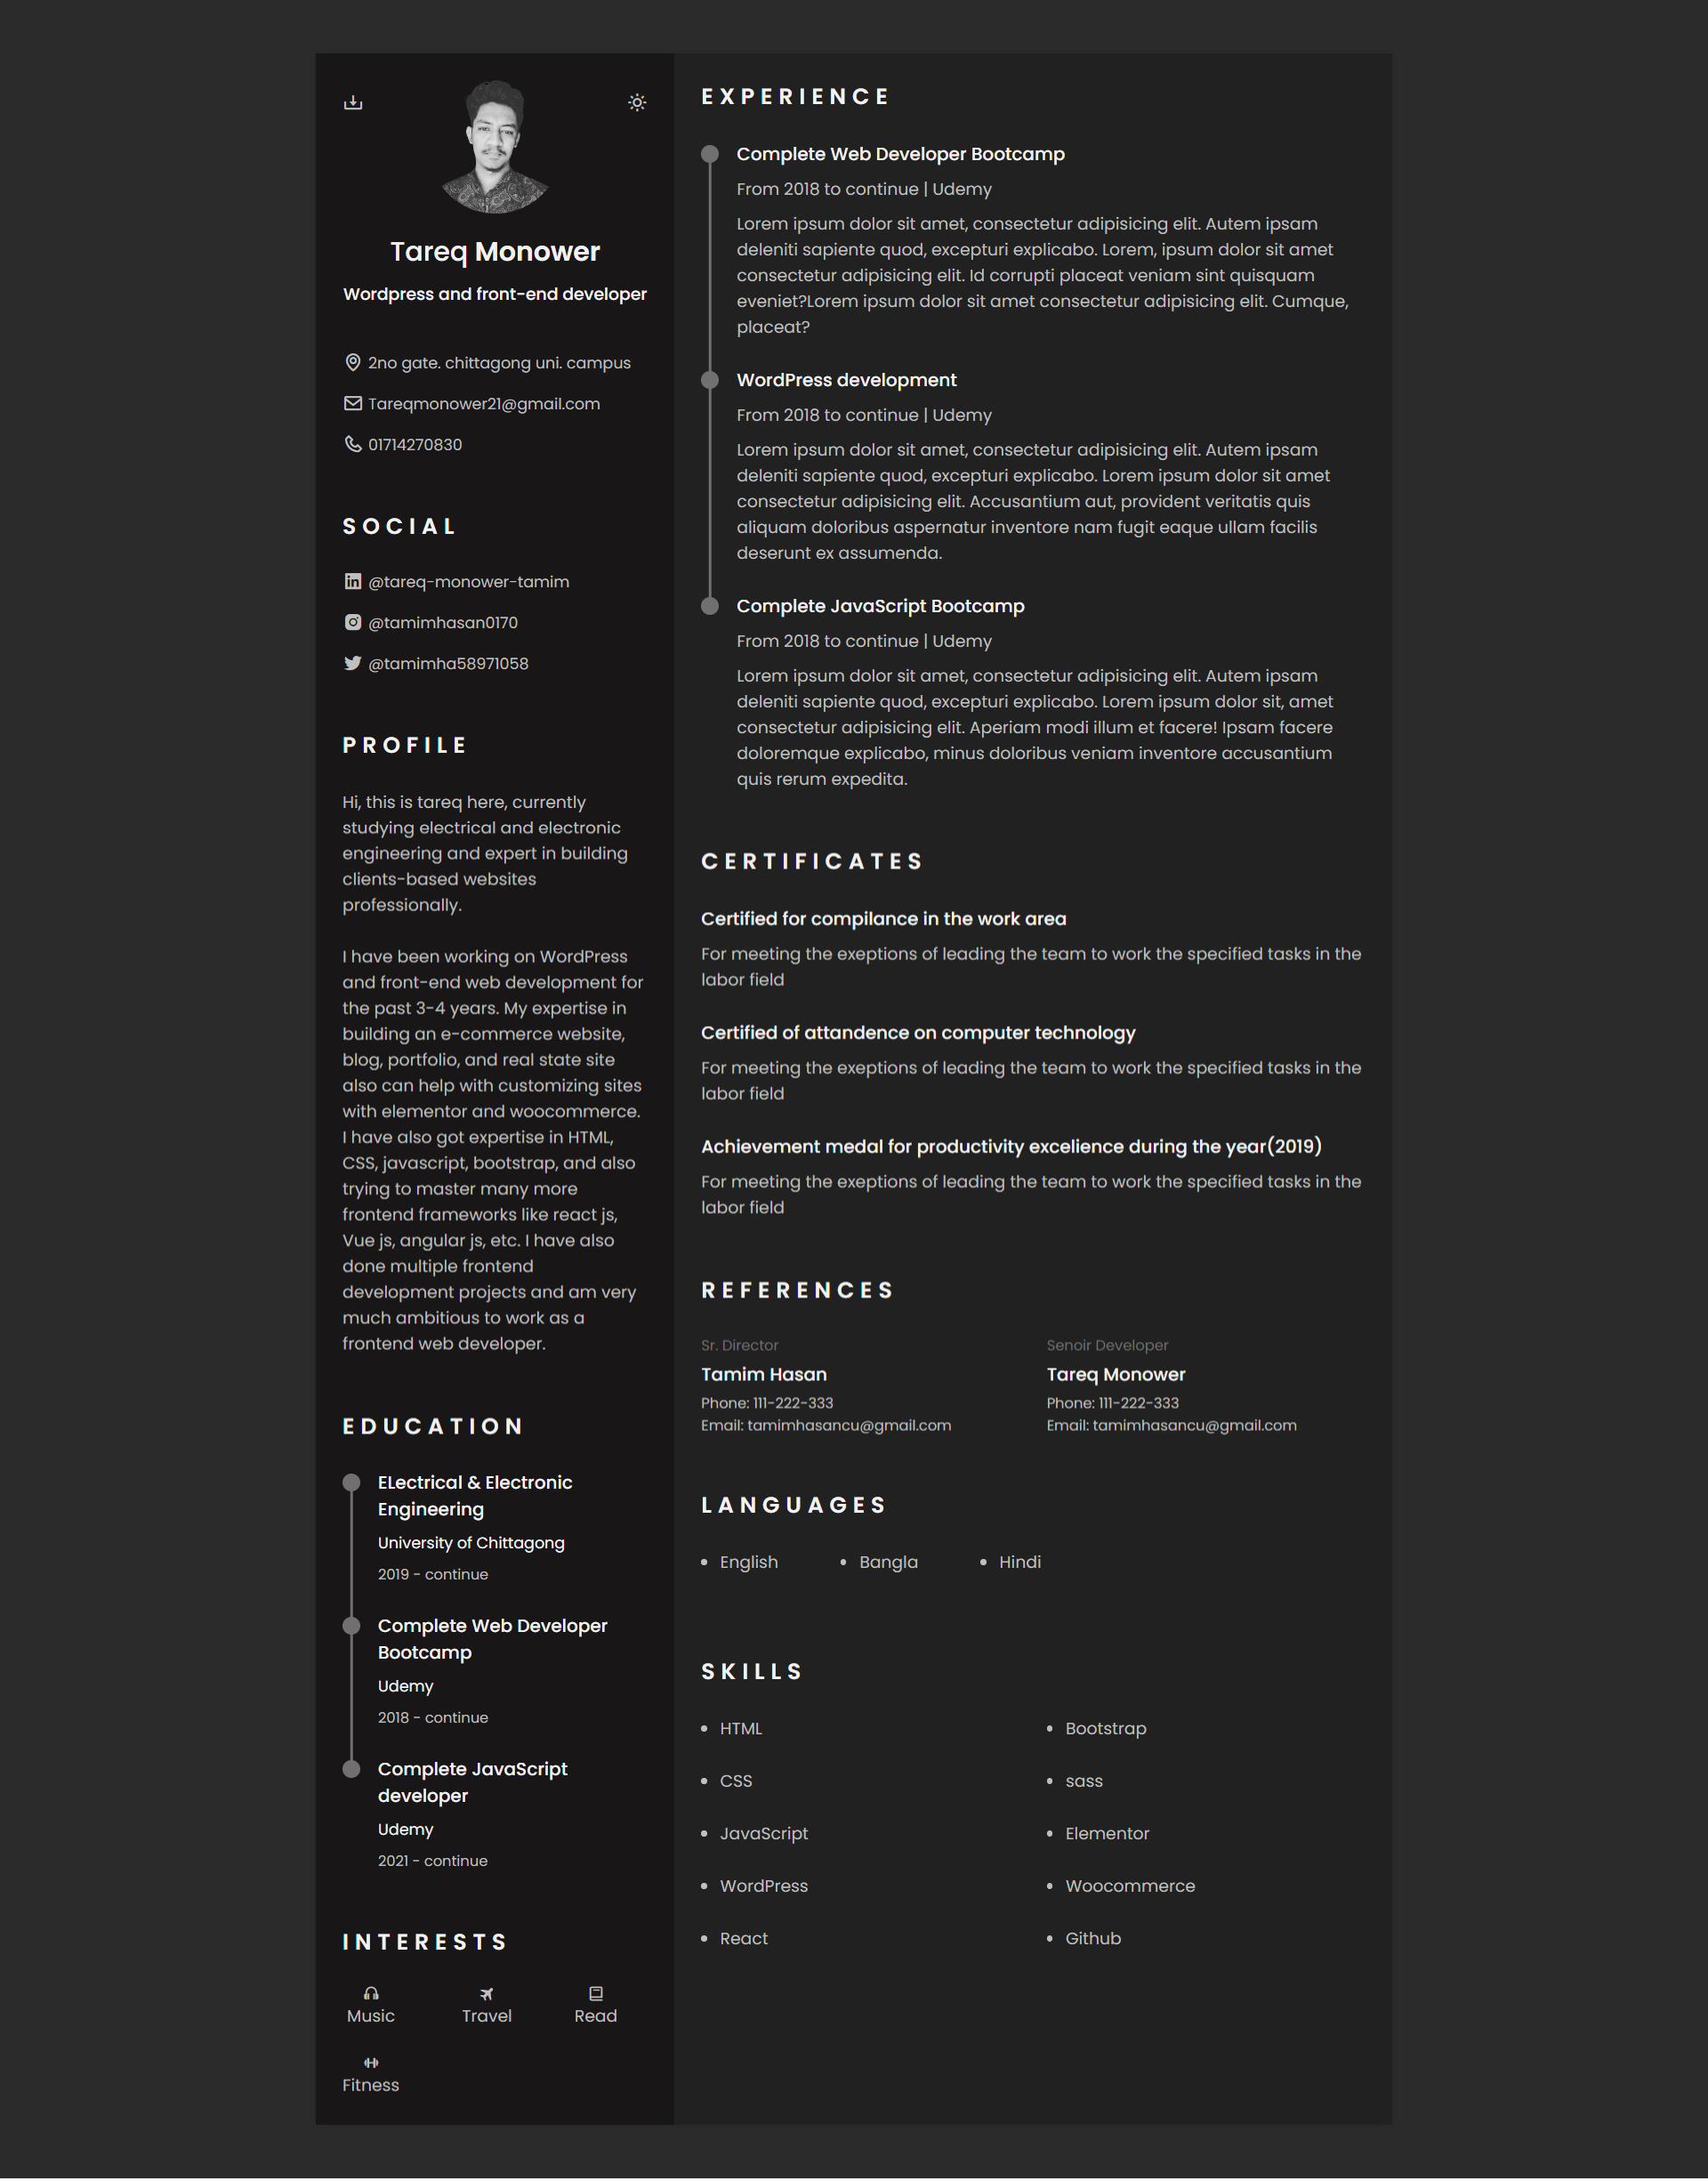 Tareq Monower
Wordpress and front-end developer
2no gate. chittagong uni. campus
Tareqmonower21@gmail.com
01714270830
SOCIAL
@tareq-monower-tamim
@tamimhasan0170
@tamimha58971058
PROFILE
Hi, this is tareq here, currently
studying electrical and electronic
engineering and expert in building
clients-based websites
professionally.
I have been working on WordPress
and front-end web development for
the past 3-4 years. My expertise in
building an e-commerce website,
blog, portfolio, and real state site
also can help with customizing sites
with elementor and woocommerce.
I have also got expertise in HTML,
CSS, javascript, bootstrap, and also
trying to master many more
frontend frameworks like react js,
Vue js, angular js, etc. I have also
done multiple frontend
development projects and am very
much ambitious to work as a
frontend web developer.
EDUCATION
ELectrical & Electronic
Engineering
University of Chittagong
2019 - continue
Complete Web Developer
Bootcamp
Udemy
2018 - continue
Complete JavaScript
developer
Udemy
2021 - continue
INTERESTS
Music Travel Read
Fitness
EXPERIENCE
Complete Web Developer Bootcamp
From 2018 to continue | Udemy
Lorem ipsum dolor sit amet, consectetur adipisicing elit. Autem ipsam
deleniti sapiente quod, excepturi explicabo. Lorem, ipsum dolor sit amet
consectetur adipisicing elit. Id corrupti placeat veniam sint quisquam
eveniet?Lorem ipsum dolor sit amet consectetur adipisicing elit. Cumque,
placeat?
WordPress development
From 2018 to continue | Udemy
Lorem ipsum dolor sit amet, consectetur adipisicing elit. Autem ipsam
deleniti sapiente quod, excepturi explicabo. Lorem ipsum dolor sit amet
consectetur adipisicing elit. Accusantium aut, provident veritatis quis
aliquam doloribus aspernatur inventore nam fugit eaque ullam facilis
deserunt ex assumenda.
Complete JavaScript Bootcamp
From 2018 to continue | Udemy
Lorem ipsum dolor sit amet, consectetur adipisicing elit. Autem ipsam
deleniti sapiente quod, excepturi explicabo. Lorem ipsum dolor sit, amet
consectetur adipisicing elit. Aperiam modi illum et facere! Ipsam facere
doloremque explicabo, minus doloribus veniam inventore accusantium
quis rerum expedita.
CERTIFICATES
Certified for compilance in the work area
For meeting the exeptions of leading the team to work the specified tasks in the
labor field
Certified of attandence on computer technology
For meeting the exeptions of leading the team to work the specified tasks in the
labor field
Achievement medal for productivity excelience during the year(2019)
For meeting the exeptions of leading the team to work the specified tasks in the
labor field
REFERENCES
Sr. Director
Tamim Hasan
Phone: 111-222-333
Email: tamimhasancu@gmail.com
Senoir Developer
Tareq Monower
Phone: 111-222-333
Email: tamimhasancu@gmail.com
LANGUAGES
• English • Bangla • Hindi
SKILLS
• HTML
• CSS
• JavaScript
• WordPress
• React
• Bootstrap
• sass
• Elementor
• Woocommerce
• Github